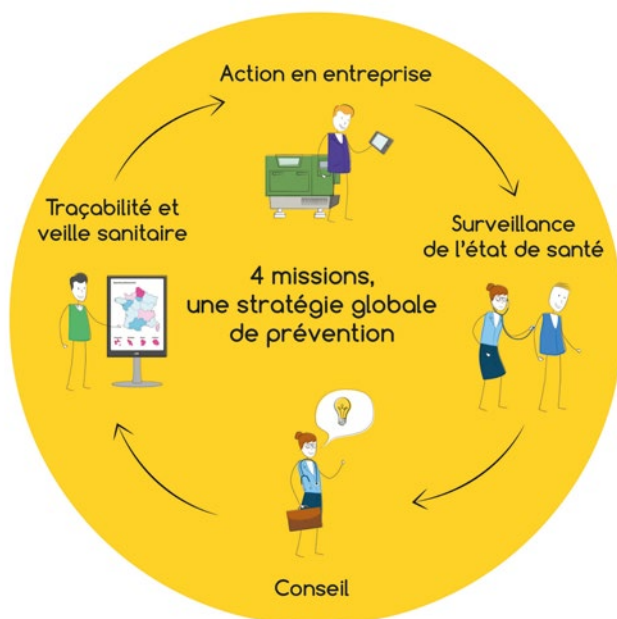 Action en entreprise
Traçabilité et
veille sanitaire
Surveillance
de l'état de santé
4 missions,
une stratégie globale
de prévention
Conseil